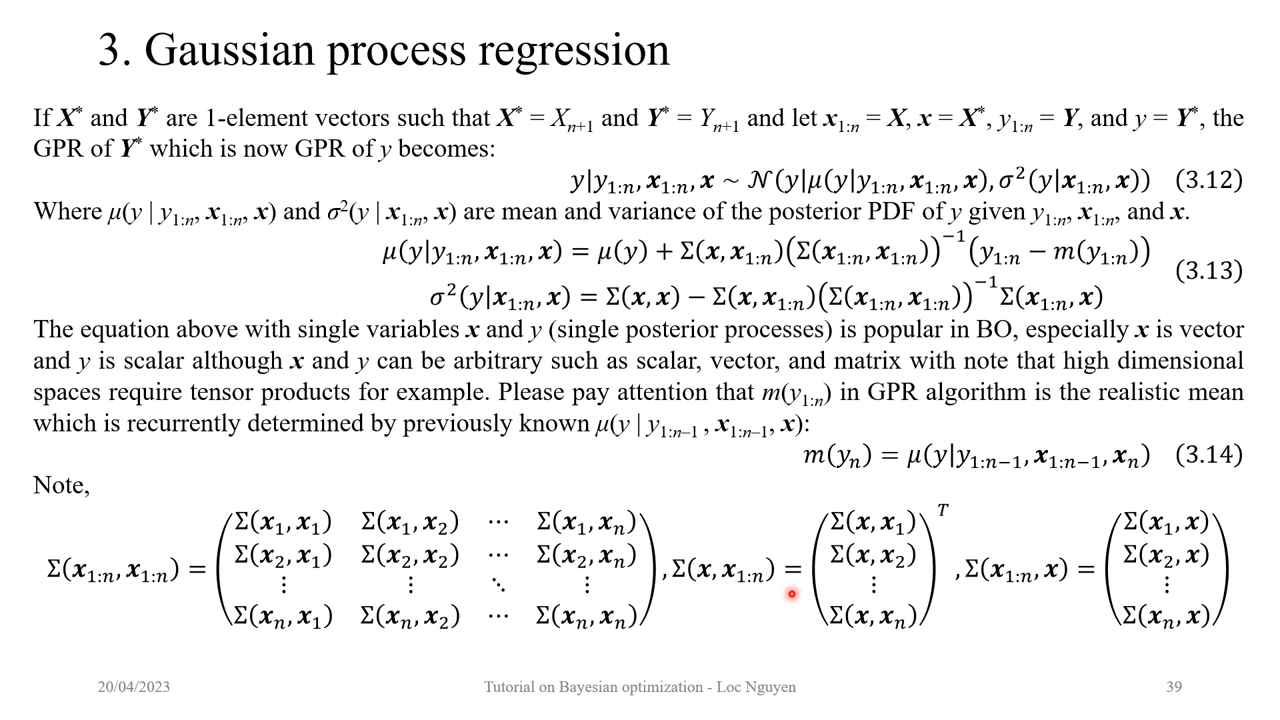 3. Gaussian process regression
If X* and Y* are 1-element vectors such that X* = Xₙ₊₁ and Y* = Yₙ₊₁ and let x₁:ₙ = X, x = X*, y₁:ₙ = Y, and y = Y*, the
GPR of Y* which is now GPR of y becomes:
y|y₁:ₙ, x₁:ₙ, x ~ 𝒩(y|μ(y|y₁:ₙ, x₁:ₙ, x), σ²(y|x₁:ₙ, x)) (3.12)
Where μ(y | y₁:ₙ, x₁:ₙ, x) and σ²(y | x₁:ₙ, x) are mean and variance of the posterior PDF of y given y₁:ₙ, x₁:ₙ, and x.
μ(y|y₁:ₙ, x₁:ₙ, x) = μ(y) + Σ(x, x₁:ₙ)(Σ(x₁:ₙ, x₁:ₙ))⁻¹(y₁:ₙ − m(y₁:ₙ))
(3.13)
σ²(y|x₁:ₙ, x) = Σ(x, x) − Σ(x, x₁:ₙ)(Σ(x₁:ₙ, x₁:ₙ))⁻¹Σ(x₁:ₙ, x)
The equation above with single variables x and y (single posterior processes) is popular in BO, especially x is vector
and y is scalar although x and y can be arbitrary such as scalar, vector, and matrix with note that high dimensional
spaces require tensor products for example. Please pay attention that m(y₁:ₙ) in GPR algorithm is the realistic mean
which is recurrently determined by previously known μ(y | y₁:ₙ₋₁ , x₁:ₙ₋₁, x):
m(yₙ) = μ(y|y₁:ₙ₋₁, x₁:ₙ₋₁, xₙ) (3.14)
Note,
Σ(x₁, x₁) Σ(x₁, x₂) ⋯ Σ(x₁, xₙ) Σ(x, x₁) ᵀ Σ(x₁, x)
Σ(x₂, x₁) Σ(x₂, x₂) ⋯ Σ(x₂, xₙ) Σ(x, x₂) Σ(x₂, x)
Σ(x₁:ₙ, x₁:ₙ) = ( ⋮ ⋮ ⋱ ⋮ ) , Σ(x, x₁:ₙ) = ( ⋮ ) , Σ(x₁:ₙ, x) = ( ⋮ )
Σ(xₙ, x₁) Σ(xₙ, x₂) ⋯ Σ(xₙ, xₙ) Σ(x, xₙ) Σ(xₙ, x)
20/04/2023 Tutorial on Bayesian optimization - Loc Nguyen 39